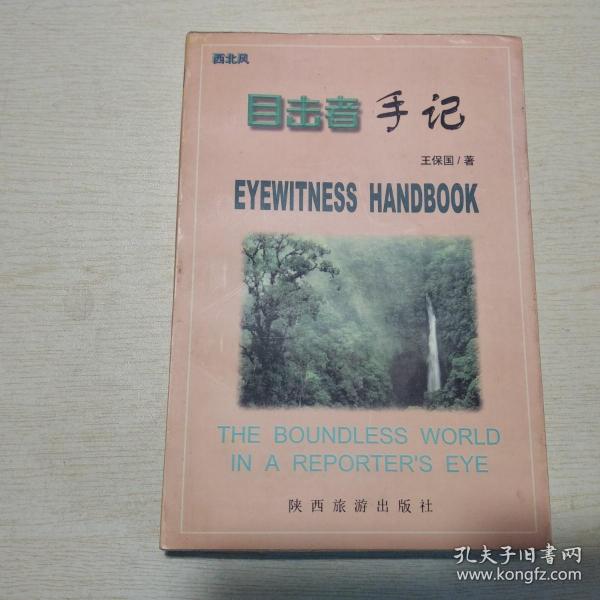 西北风
目击者 手记
王保国 / 著
EYEWITNESS HANDBOOK
THE BOUNDLESS WORLD
IN A REPORTER'S EYE
陕西旅游出版社
孔夫子旧书网
www.kongfz.com